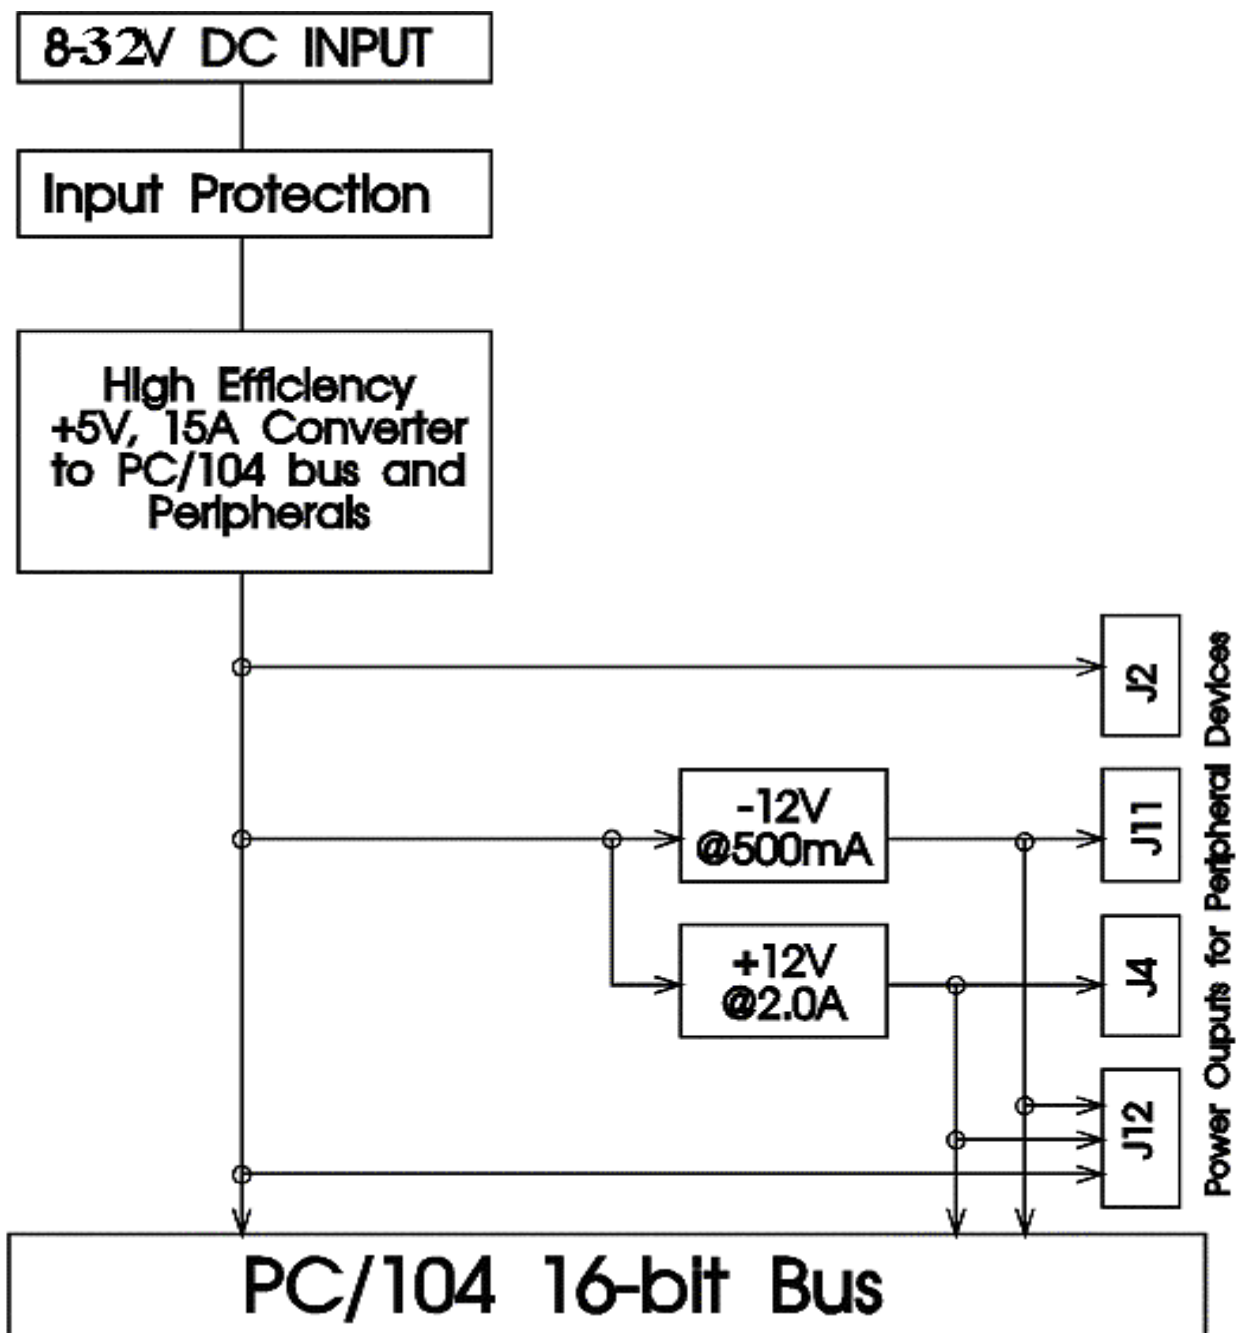 8-32V DC INPUT
Input Protection
High Efficiency
+5V, 15A Converter
to PC/104 bus and
Peripherals
J2
-12V
@500mA
J11
+12V
@2.0A
J4
J12
Power Ouputs for Peripheral Devices
PC/104 16-bit Bus